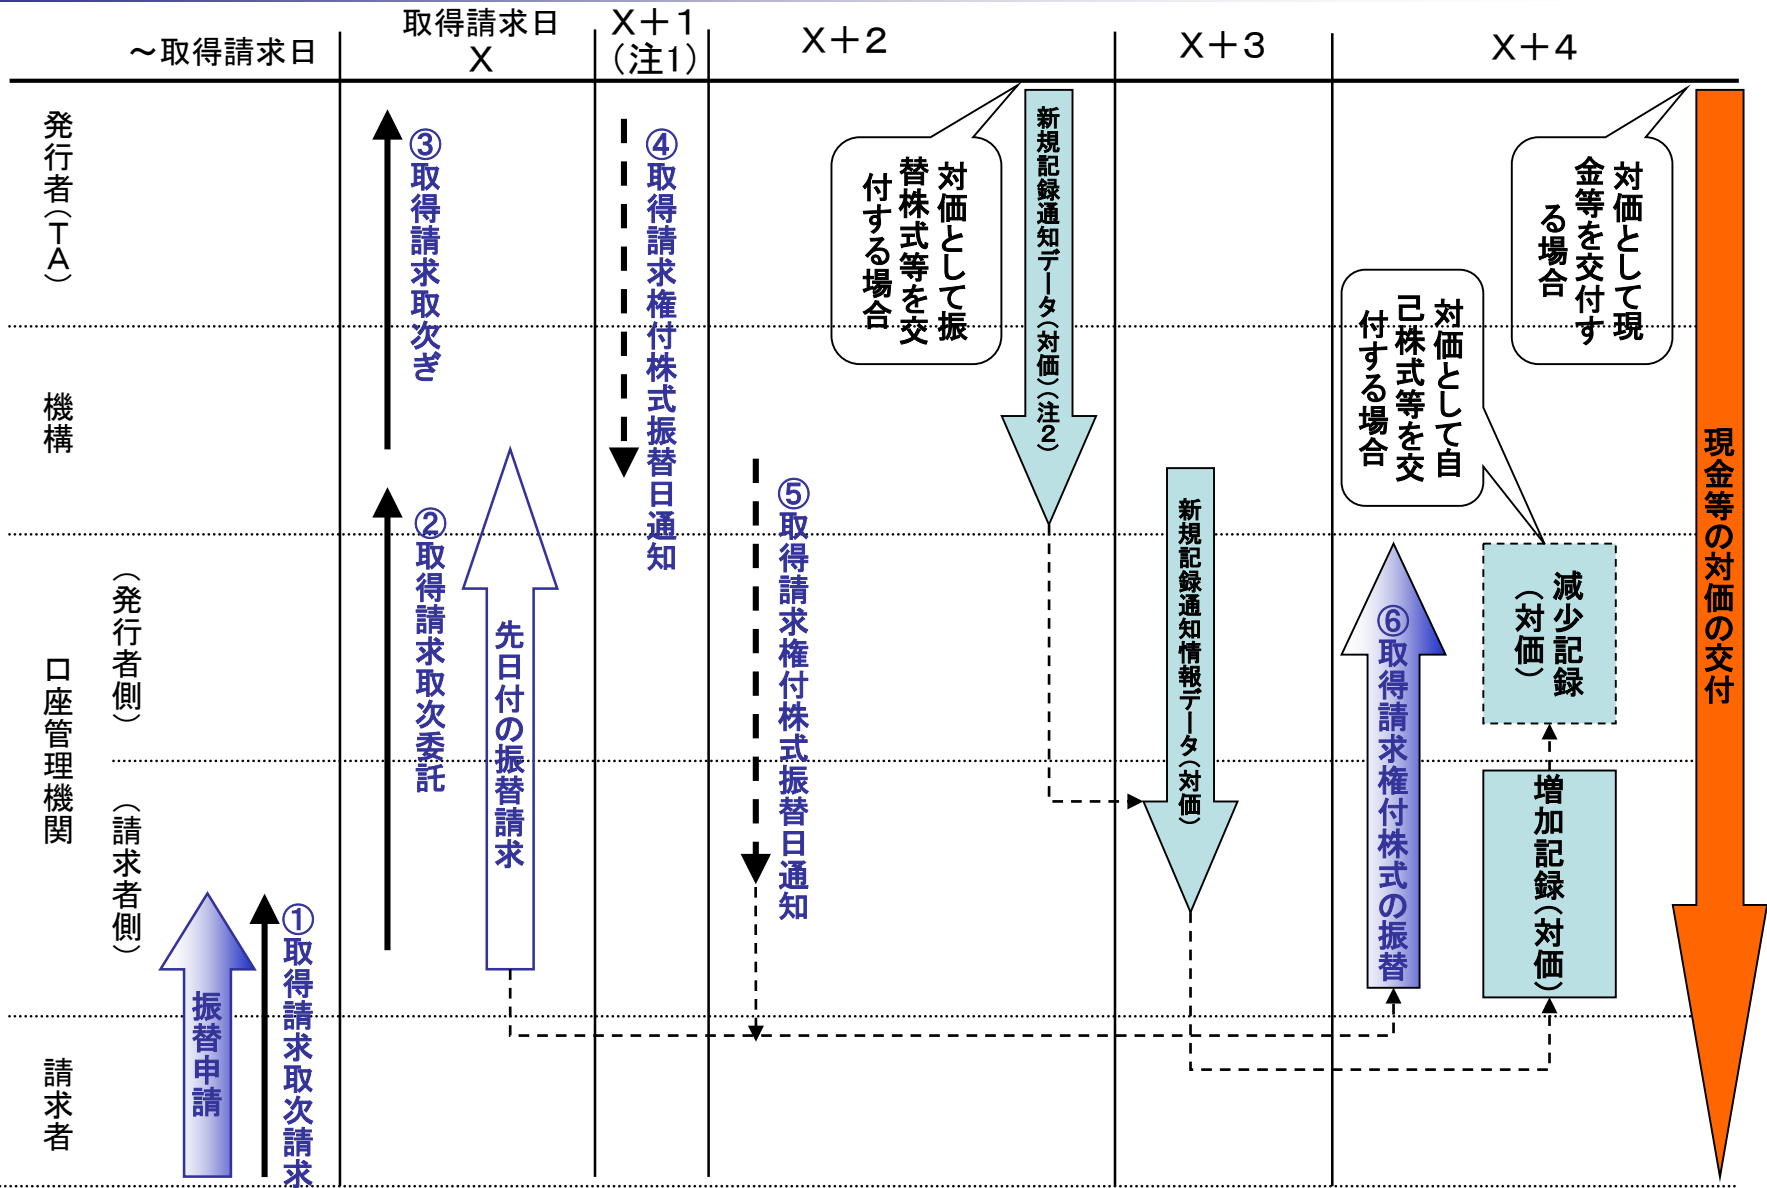 ～取得請求日
取得請求日
X
X＋1
（注1）
X＋2
X＋3
X＋4
発行者（TA）
機構
口座管理機関
（発行者側）
（請求者側）
請求者
振替申請
①取得請求取次請求
②取得請求取次委託
③取得請求取次ぎ
先日付の振替請求
④取得請求権付株式振替日通知
⑤取得請求権付株式振替日通知
対価として振
替株式等を交
付する場合
新規記録通知データ（対価）（注2）
新規記録通知情報データ（対価）
対価として自
己株式等を交
付する場合
⑥取得請求権付株式の振替
減少記録
（対価）
増加記録（対価）
対価として現
金等を交付す
る場合
現金等の対価の交付